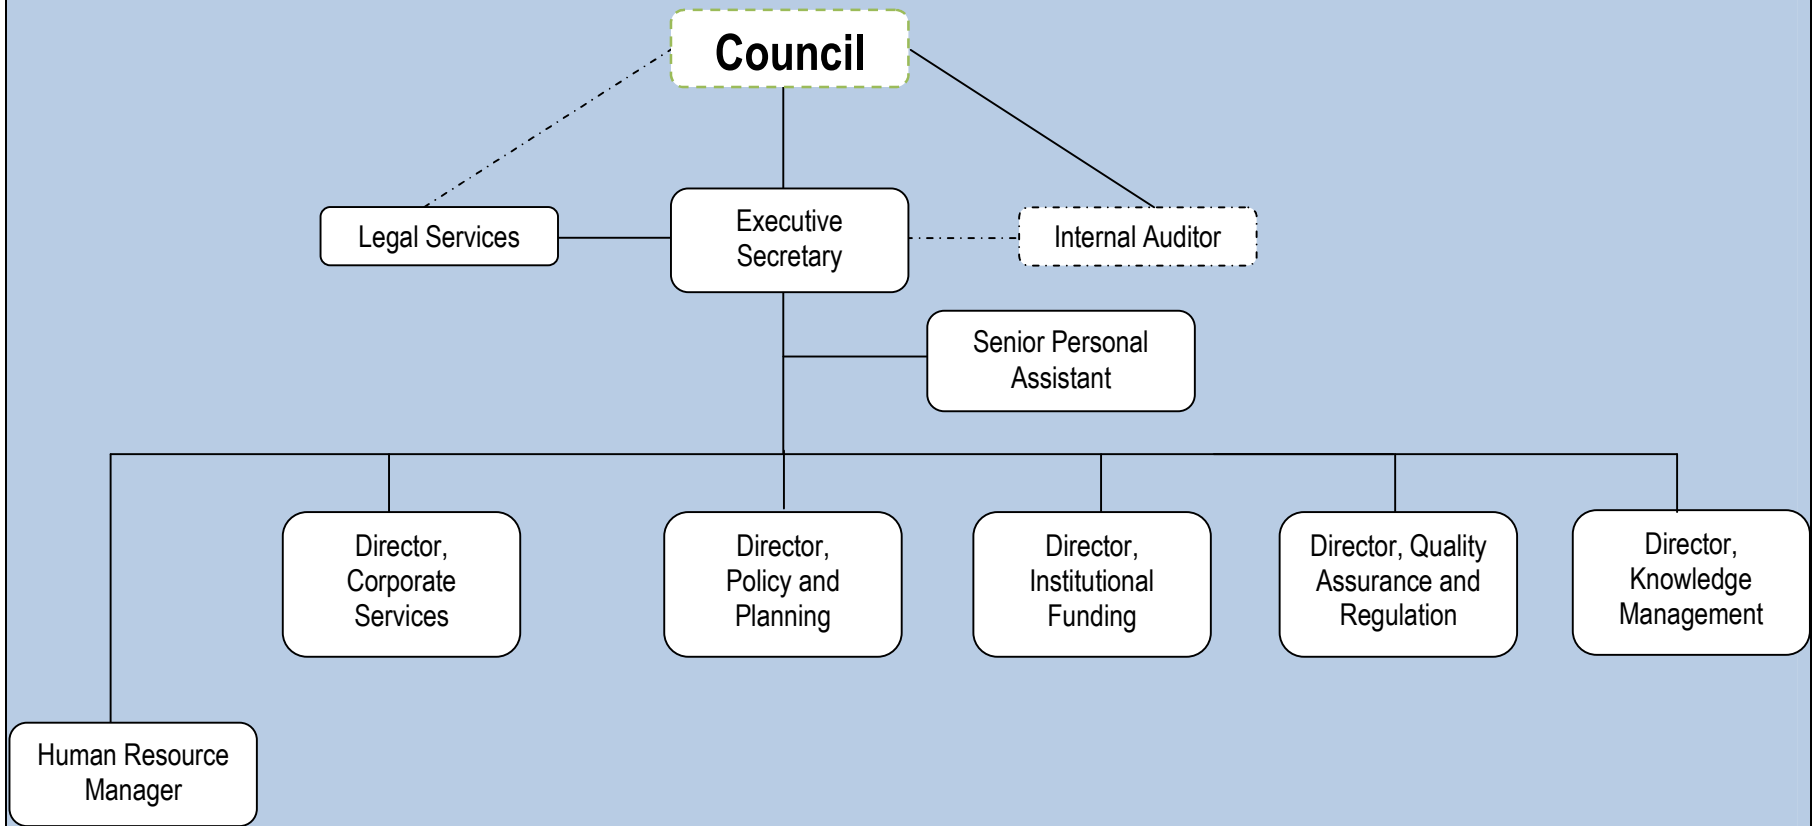 Council
Legal Services
Executive
Secretary
Internal Auditor
Senior Personal
Assistant
Director,
Corporate
Services
Director,
Policy and
Planning
Director,
Institutional
Funding
Director, Quality
Assurance and
Regulation
Director,
Knowledge
Management
Human Resource
Manager